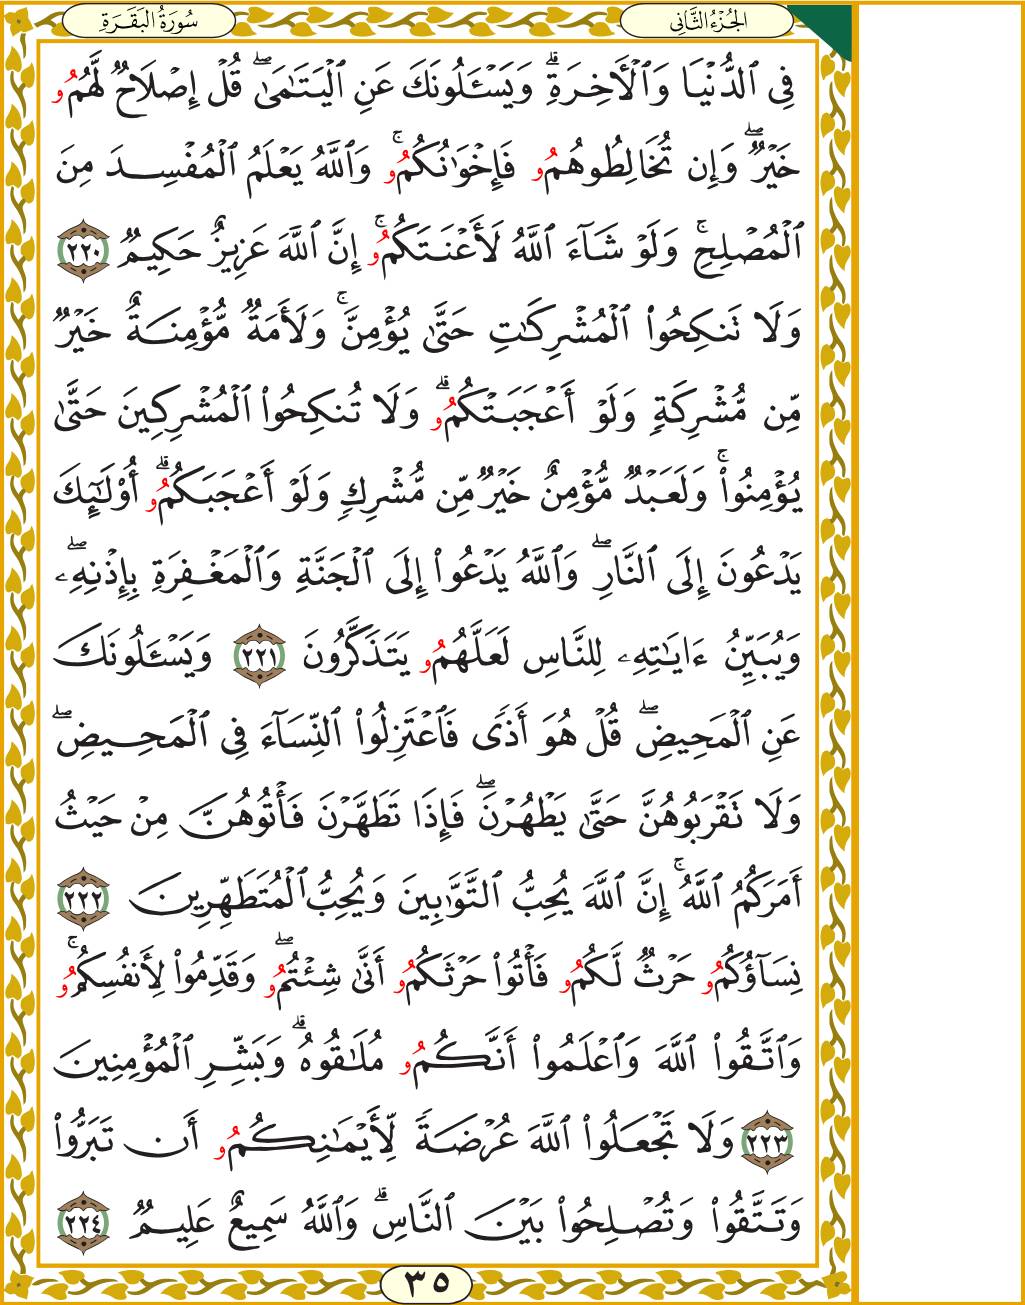 الجُزْءُ الثَّانِي
سُورَةُ البَقَرَةِ
فِي ٱلدُّنۡيَا وَٱلۡأٓخِرَةِۗ وَيَسۡـَٔلُونَكَ عَنِ ٱلۡيَتَٰمَىٰۖ قُلۡ إِصۡلَاحٞ لَّهُمُۥ
خَيۡرٞۖ وَإِن تُخَالِطُوهُمُۥ فَإِخۡوَٰنُكُمُۥۚ وَٱللَّهُ يَعۡلَمُ ٱلۡمُفۡسِدَ مِنَ
ٱلۡمُصۡلِحِۚ وَلَوۡ شَآءَ ٱللَّهُ لَأَعۡنَتَكُمُۥۚ إِنَّ ٱللَّهَ عَزِيزٌ حَكِيمٞ ٢٢٠
وَلَا تَنكِحُواْ ٱلۡمُشۡرِكَٰتِ حَتَّىٰ يُؤۡمِنَّۚ وَلَأَمَةٞ مُّؤۡمِنَةٌ خَيۡرٞ
مِّن مُّشۡرِكَةٖ وَلَوۡ أَعۡجَبَتۡكُمُۥۗ وَلَا تُنكِحُواْ ٱلۡمُشۡرِكِينَ حَتَّىٰ
يُؤۡمِنُواْۚ وَلَعَبۡدٞ مُّؤۡمِنٌ خَيۡرٞ مِّن مُّشۡرِكٖ وَلَوۡ أَعۡجَبَكُمُۥۗ أُوْلَٰٓئِكَ
يَدۡعُونَ إِلَى ٱلنَّارِۖ وَٱللَّهُ يَدۡعُواْ إِلَى ٱلۡجَنَّةِ وَٱلۡمَغۡفِرَةِ بِإِذۡنِهِۦۖ
وَيُبَيِّنُ ءَايَٰتِهِۦ لِلنَّاسِ لَعَلَّهُمُۥ يَتَذَكَّرُونَ ٢٢١ وَيَسۡـَٔلُونَكَ
عَنِ ٱلۡمَحِيضِۖ قُلۡ هُوَ أَذٗى فَٱعۡتَزِلُواْ ٱلنِّسَآءَ فِي ٱلۡمَحِيضِۖ
وَلَا تَقۡرَبُوهُنَّ حَتَّىٰ يَطۡهُرۡنَۖ فَإِذَا تَطَهَّرۡنَ فَأۡتُوهُنَّ مِنۡ حَيۡثُ
أَمَرَكُمُ ٱللَّهُۚ إِنَّ ٱللَّهَ يُحِبُّ ٱلتَّوَّٰبِينَ وَيُحِبُّ ٱلۡمُتَطَهِّرِينَ ٢٢٢
نِسَآؤُكُمُۥ حَرۡثٞ لَّكُمُۥ فَأۡتُواْ حَرۡثَكُمُۥ أَنَّىٰ شِئۡتُمُۥۖ وَقَدِّمُواْ لِأَنفُسِكُمُۥۚ
وَٱتَّقُواْ ٱللَّهَ وَٱعۡلَمُواْ أَنَّكُمُۥ مُلَٰقُوهُۗ وَبَشِّرِ ٱلۡمُؤۡمِنِينَ
٢٢٣ وَلَا تَجۡعَلُواْ ٱللَّهَ عُرۡضَةٗ لِّأَيۡمَٰنِكُمُۥ أَن تَبَرُّواْ
وَتَتَّقُواْ وَتُصۡلِحُواْ بَيۡنَ ٱلنَّاسِۗ وَٱللَّهُ سَمِيعٌ عَلِيمٞ ٢٢٤
٣٥